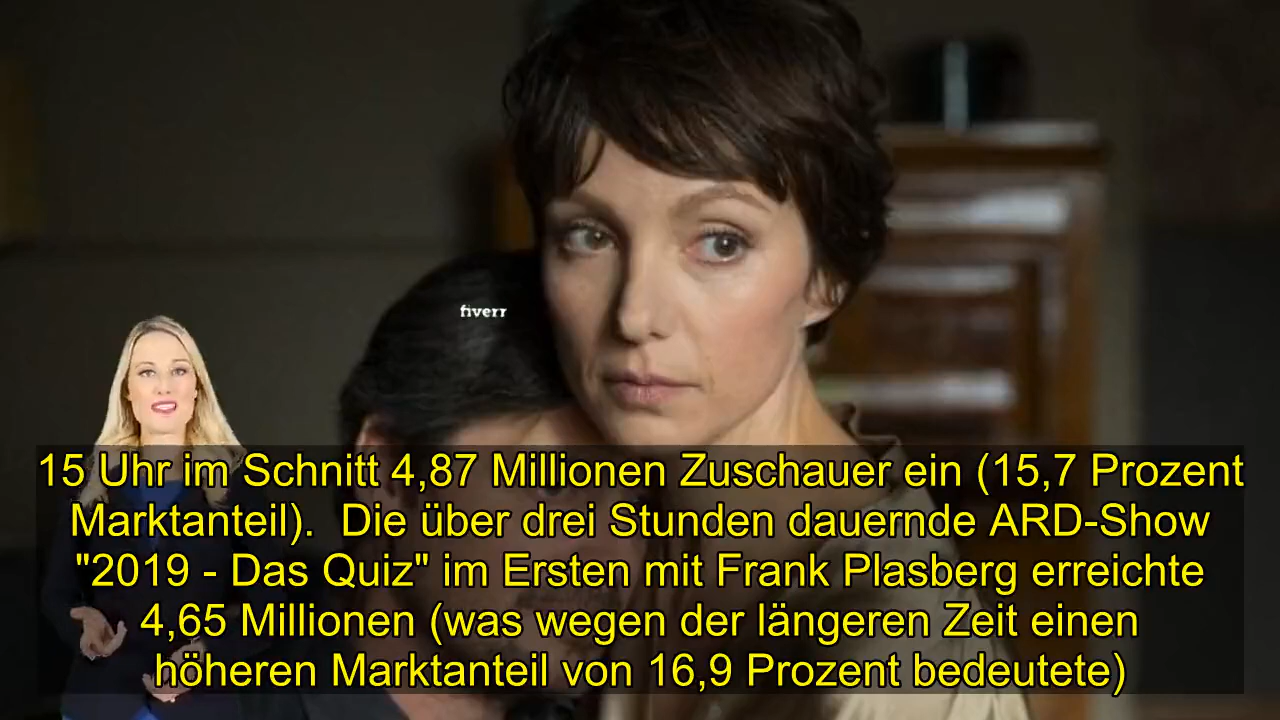 fiverr
15 Uhr im Schnitt 4,87 Millionen Zuschauer ein (15,7 Prozent
Marktanteil).  Die über drei Stunden dauernde ARD-Show
"2019 - Das Quiz" im Ersten mit Frank Plasberg erreichte
4,65 Millionen (was wegen der längeren Zeit einen
höheren Marktanteil von 16,9 Prozent bedeutete)